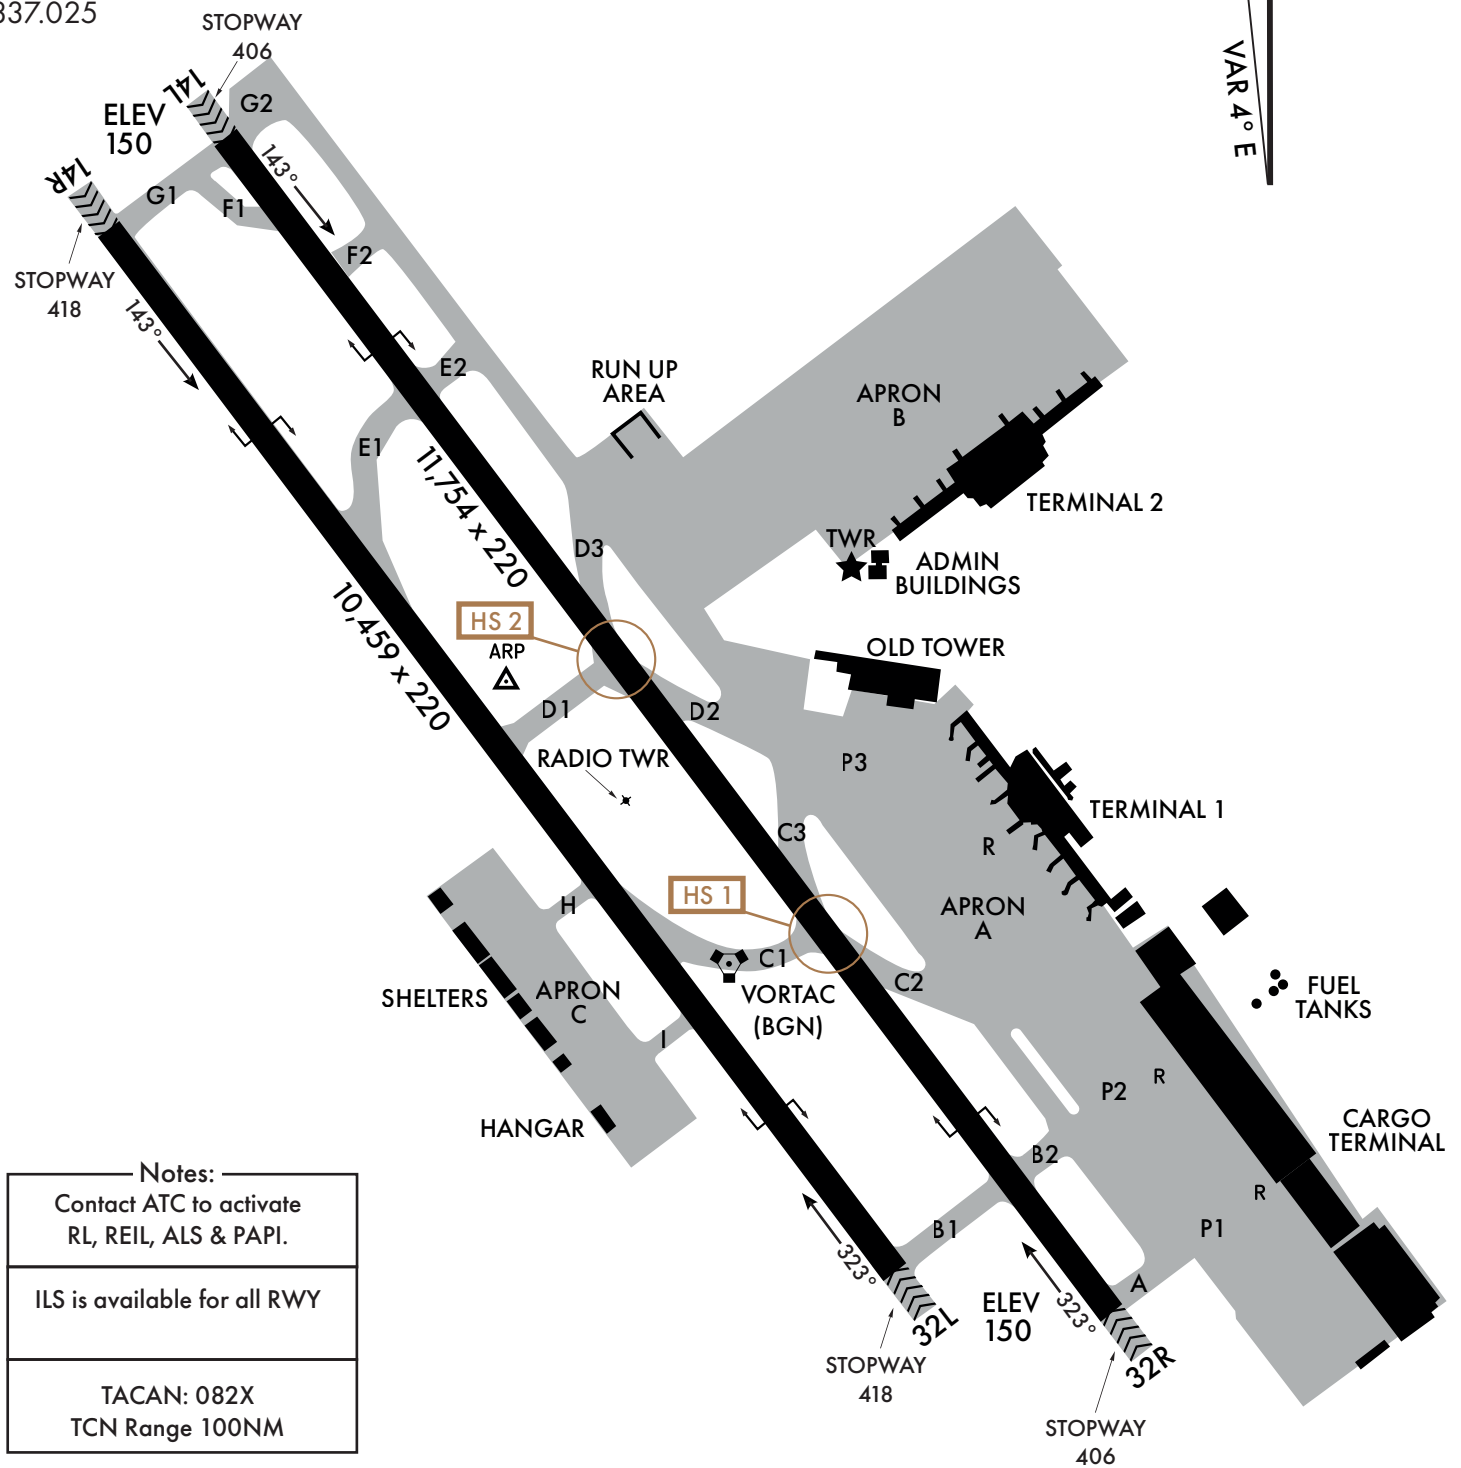 337.025
STOPWAY
406
14L
ELEV
150
G2
14R
G1
F1
143°
F2
STOPWAY
418
143°
VAR 4° E
E2
RUN UP
AREA
APRON
B
E1
11,754 x 220
TERMINAL 2
TWR
D3
ADMIN
BUILDINGS
10,459 x 220
HS 2
ARP
OLD TOWER
D1
D2
RADIO TWR
P3
TERMINAL 1
C3
R
HS 1
H
APRON
A
C1
C2
VORTAC
(BGN)
SHELTERS
APRON
C
FUEL
TANKS
I
P2
R
HANGAR
CARGO
TERMINAL
B2
R
B1
P1
323°
A
ELEV
150
323°
32L
32R
STOPWAY
418
STOPWAY
406
Notes:
Contact ATC to activate
RL, REIL, ALS & PAPI.
ILS is available for all RWY
TACAN: 082X
TCN Range 100NM